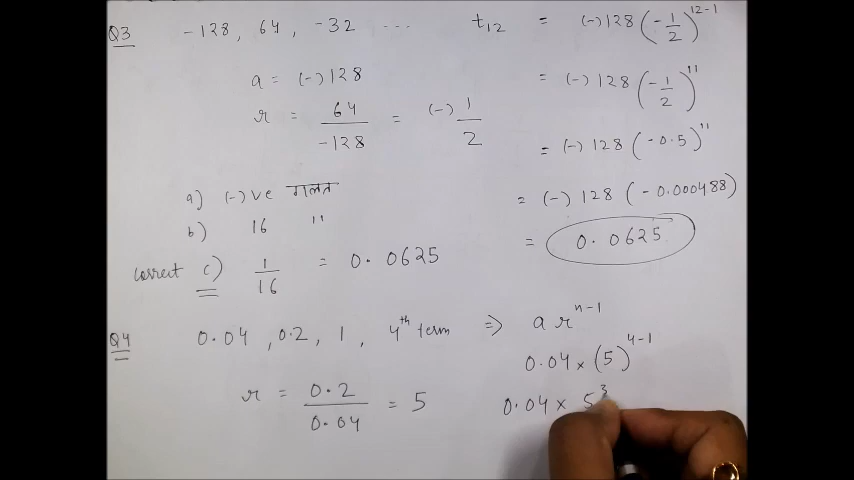 Q3 -128, 64, -32 ...
a = (-) 128
r = 64 / -128 = (-) 1/2
a) (-) ve गलत
b) 16 "
correct c) 1/16 = 0.0625
t12 = (-) 128 (-1/2)^12-1
= (-) 128 (-1/2)^11
= (-) 128 (-0.5)^11
= (-) 128 (-0.000488)
= 0.0625
Q4 0.04, 0.2, 1, 4th term ⇒ a r^n-1
r = 0.2 / 0.04 = 5
0.04 × (5)^4-1
0.04 × 5^3